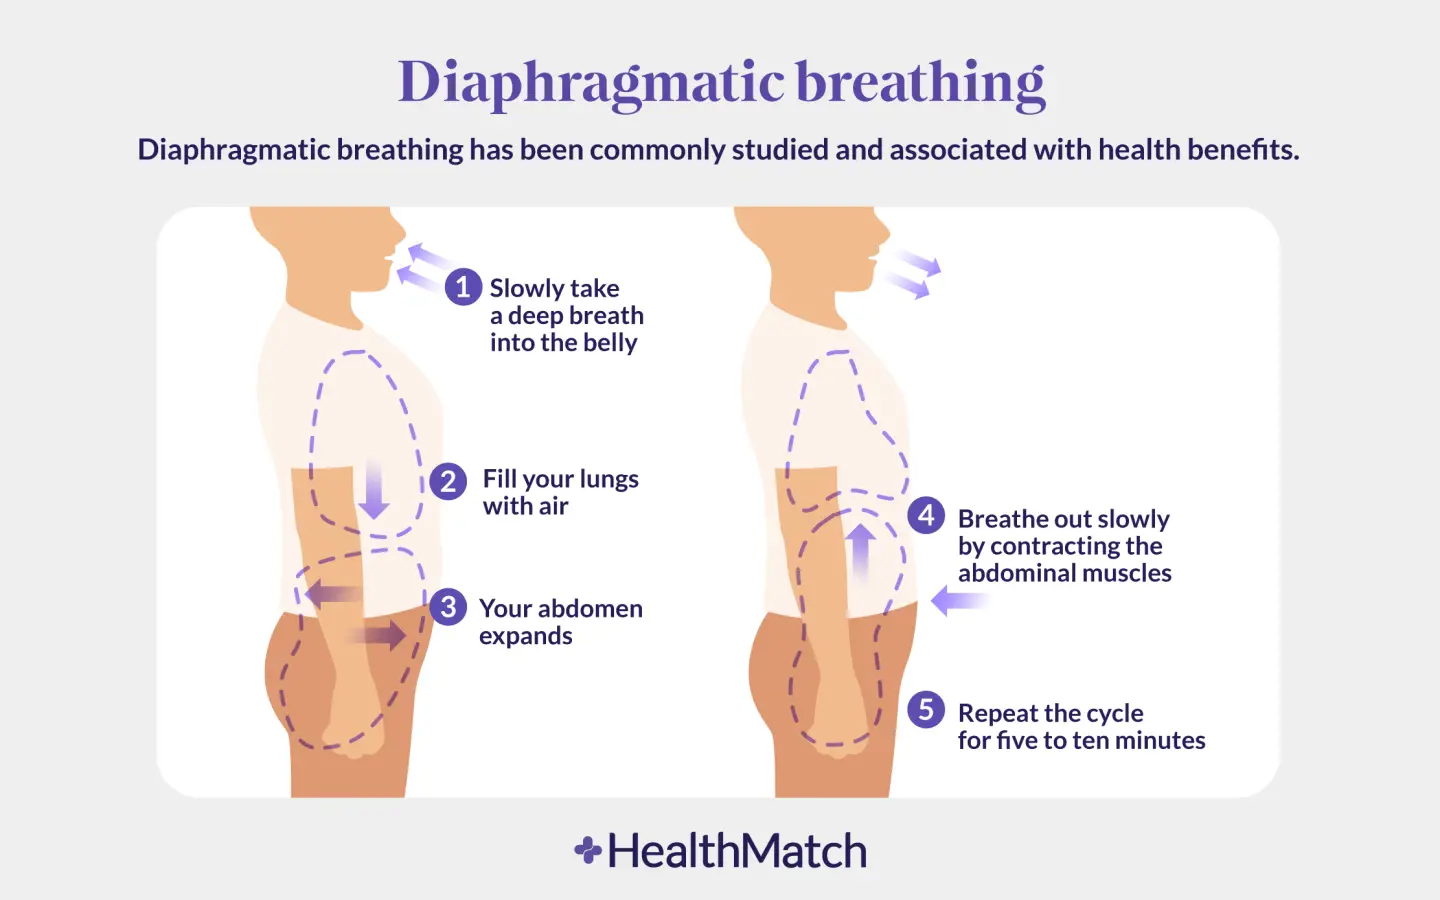 Diaphragmatic breathing
Diaphragmatic breathing has been commonly studied and associated with health benefits.
1 Slowly take
a deep breath
into the belly
2 Fill your lungs
with air
3 Your abdomen
expands
4 Breathe out slowly
by contracting the
abdominal muscles
5 Repeat the cycle
for five to ten minutes
HealthMatch